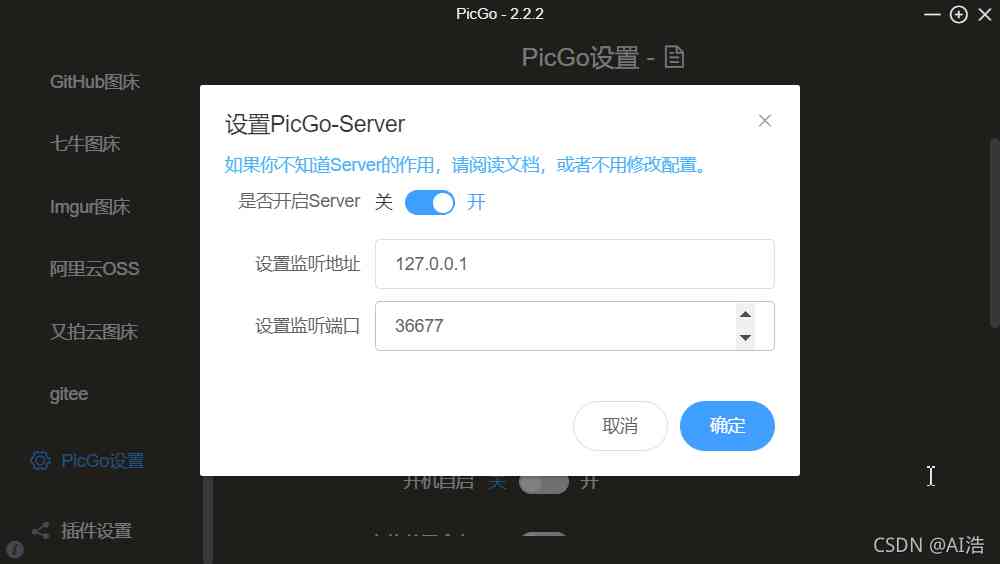 PicGo - 2.2.2
PicGo设置 -
GitHub图床
七牛图床
Imgur图床
阿里云OSS
又拍云图床
gitee
PicGo设置
插件设置
设置PicGo-Server
如果你不知道Server的作用，请阅读文档，或者不用修改配置。
是否开启Server 关 开
设置监听地址 127.0.0.1
设置监听端口 36677
取消 确定
开机自启 关 开
CSDN @AI浩